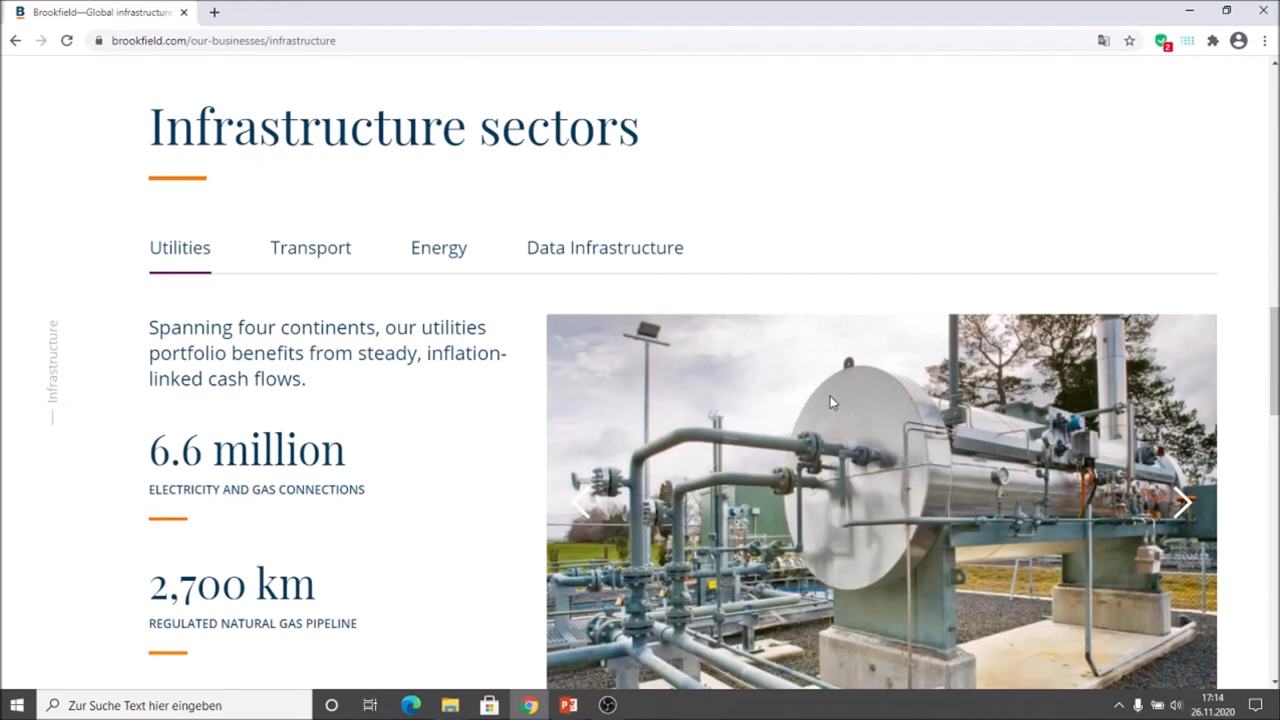 Brookfield—Global infrastructure
brookfield.com/our-businesses/infrastructure
2
Infrastructure sectors
Utilities
Transport
Energy
Data Infrastructure
— Infrastructure
Spanning four continents, our utilities
portfolio benefits from steady, inflation-
linked cash flows.
6.6 million
ELECTRICITY AND GAS CONNECTIONS
2,700 km
REGULATED NATURAL GAS PIPELINE
Zur Suche Text hier eingeben
17:14
26.11.2020